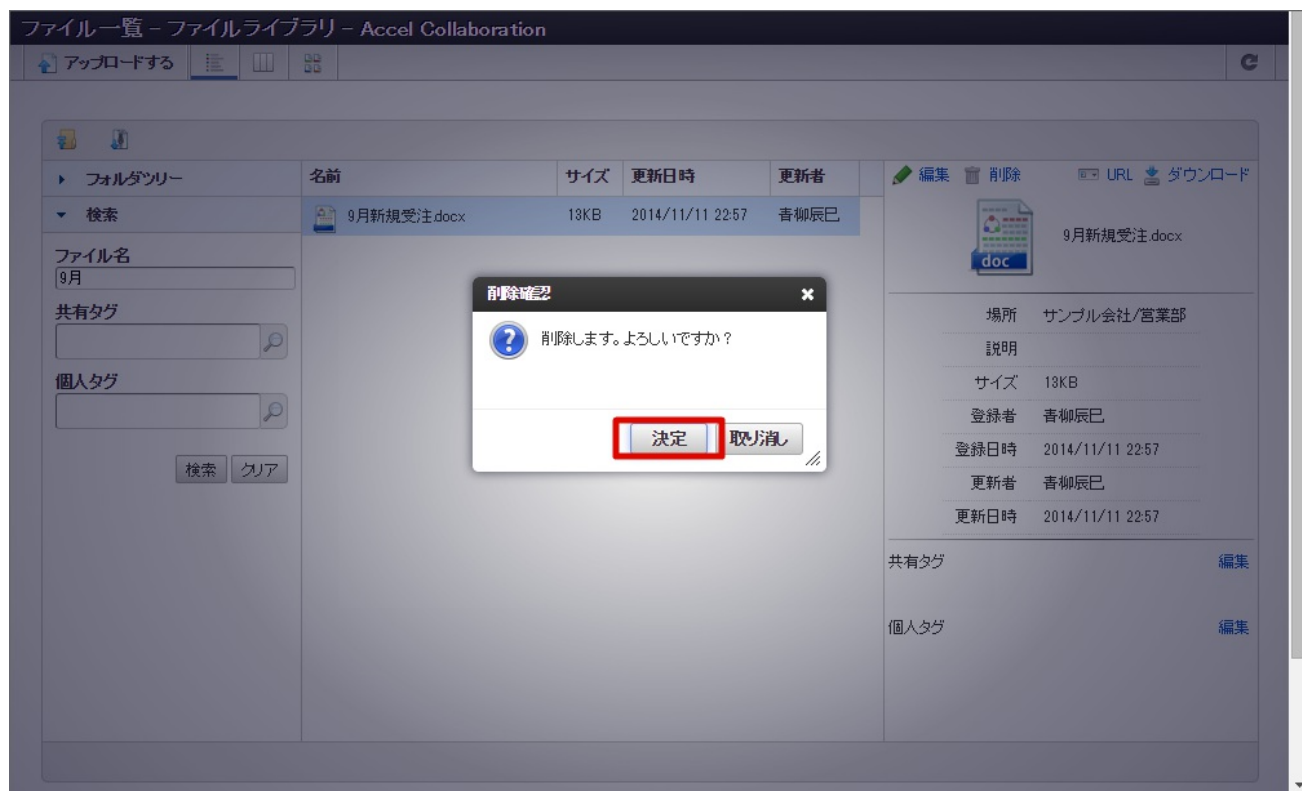 ファイル一覧 – ファイルライブラリ – Accel Collaboration
アップロードする
フォルダツリー
検索
ファイル名
9月
共有タグ
個人タグ
検索 クリア
名前 サイズ 更新日時 更新者
9月新規受注.docx 13KB 2014/11/11 22:57 青柳辰巳
削除確認
削除します。よろしいですか?
決定 取り消し
編集 削除 URL ダウンロード
doc
9月新規受注.docx
場所 サンプル会社/営業部
説明
サイズ 13KB
登録者 青柳辰巳
登録日時 2014/11/11 22:57
更新者 青柳辰巳
更新日時 2014/11/11 22:57
共有タグ 編集
個人タグ 編集